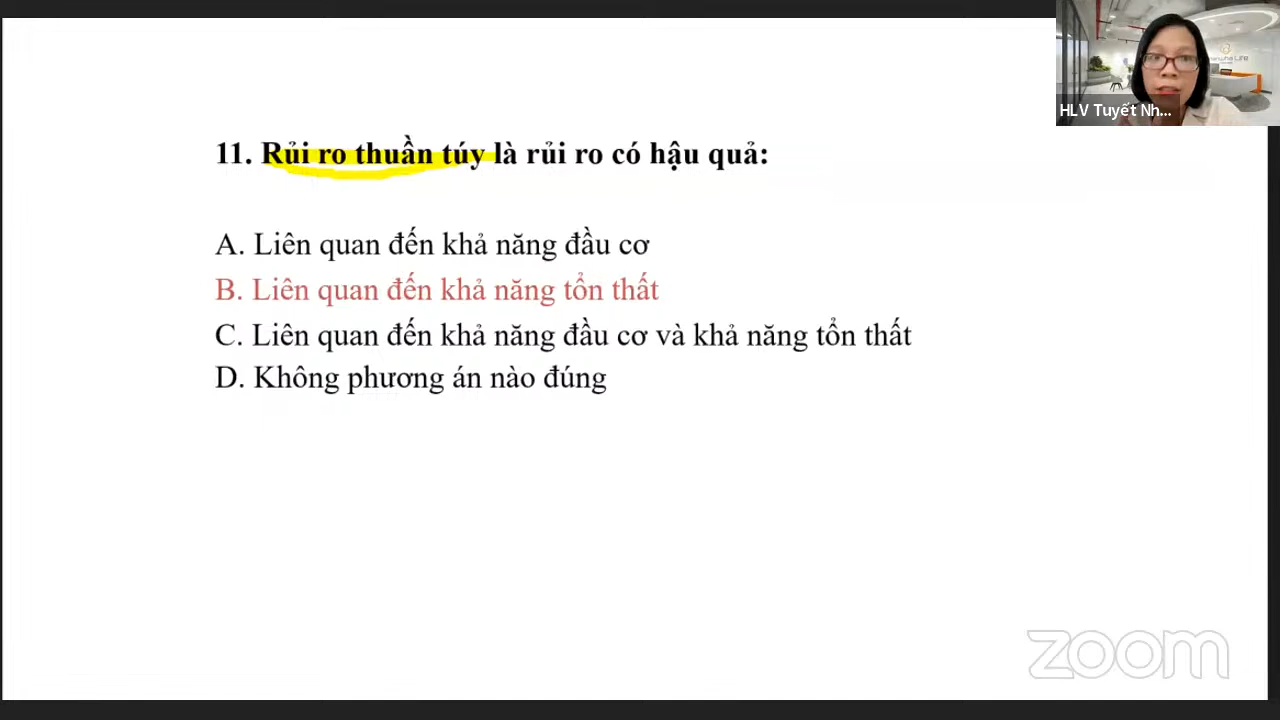 HLV Tuyết Nh...
11. Rủi ro thuần túy là rủi ro có hậu quả:
A. Liên quan đến khả năng đầu cơ
B. Liên quan đến khả năng tổn thất
C. Liên quan đến khả năng đầu cơ và khả năng tổn thất
D. Không phương án nào đúng
zoom